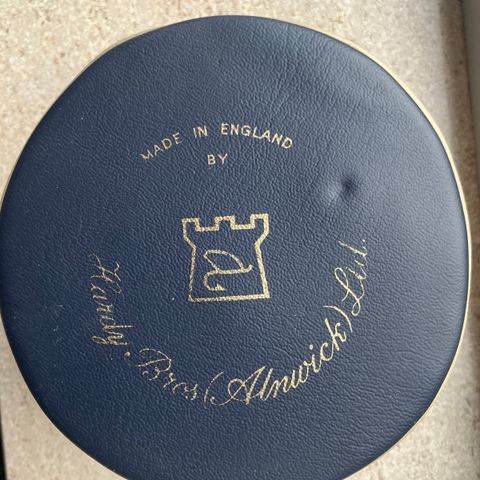 MADE IN ENGLAND
BY
Hardy Bros (Alnwick) Ltd.